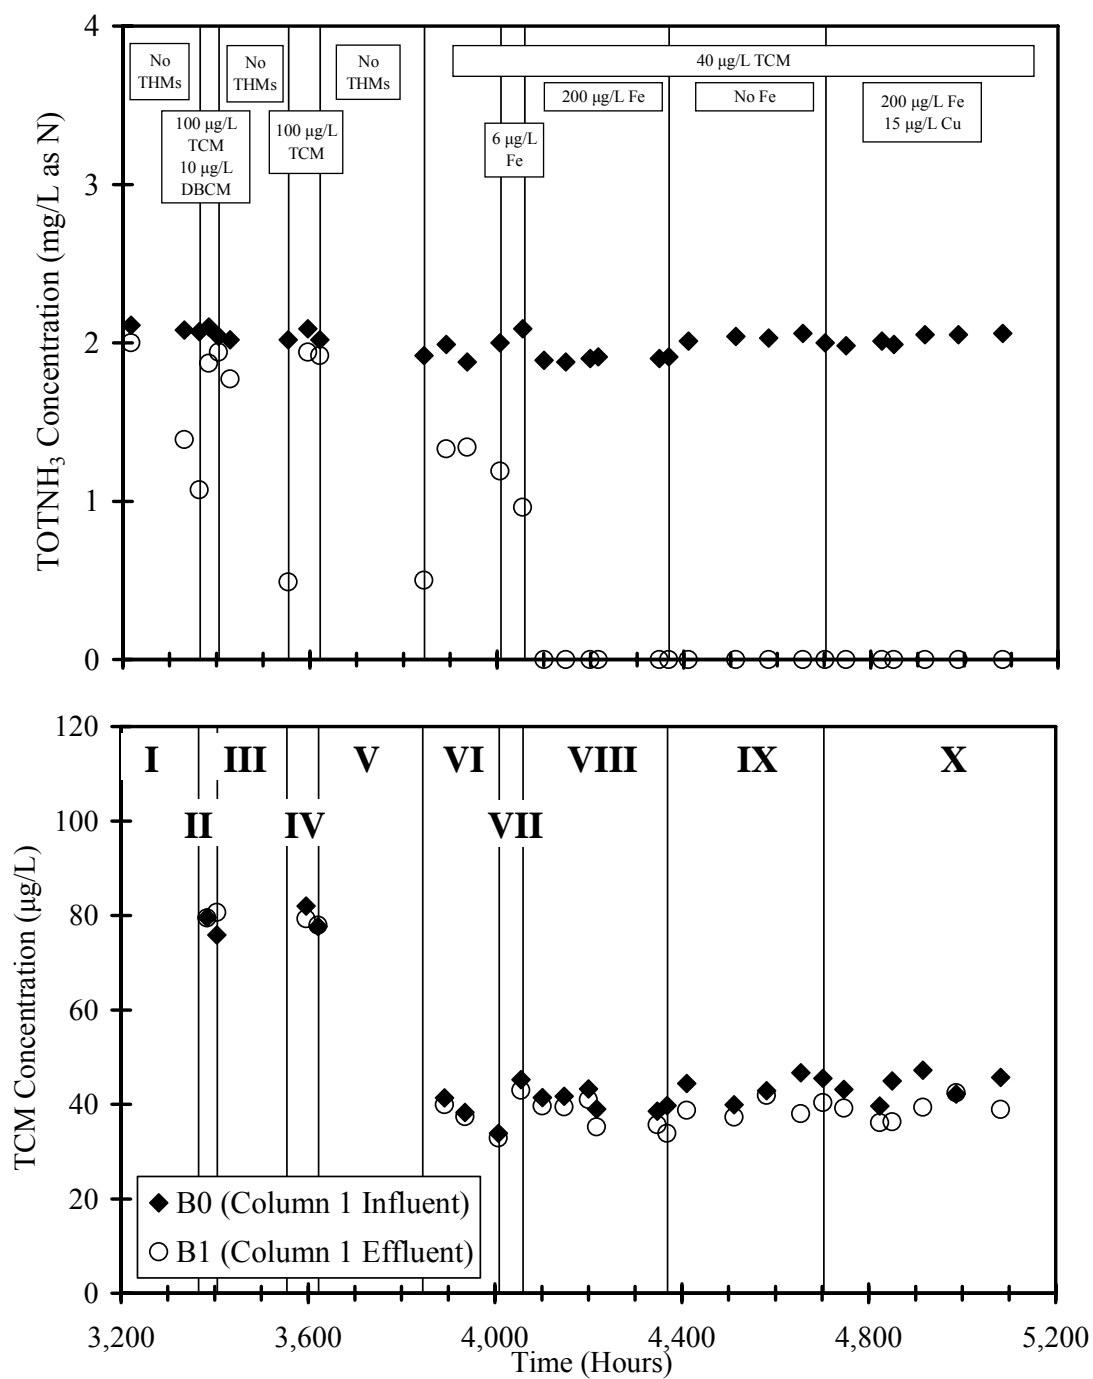 4
3
2
1
0
TOTNH₃ Concentration (mg/L as N)
No
THMs
100 μg/L
TCM
10 μg/L
DBCM
No
THMs
100 μg/L
TCM
No
THMs
40 μg/L TCM
6 μg/L
Fe
200 μg/L Fe
No Fe
200 μg/L Fe
15 μg/L Cu
120
100
80
60
40
20
0
TCM Concentration (μg/L)
I
II
III
IV
V
VI
VII
VIII
IX
X
B0 (Column 1 Influent)
B1 (Column 1 Effluent)
3,200
3,600
4,000
4,400
4,800
5,200
Time (Hours)